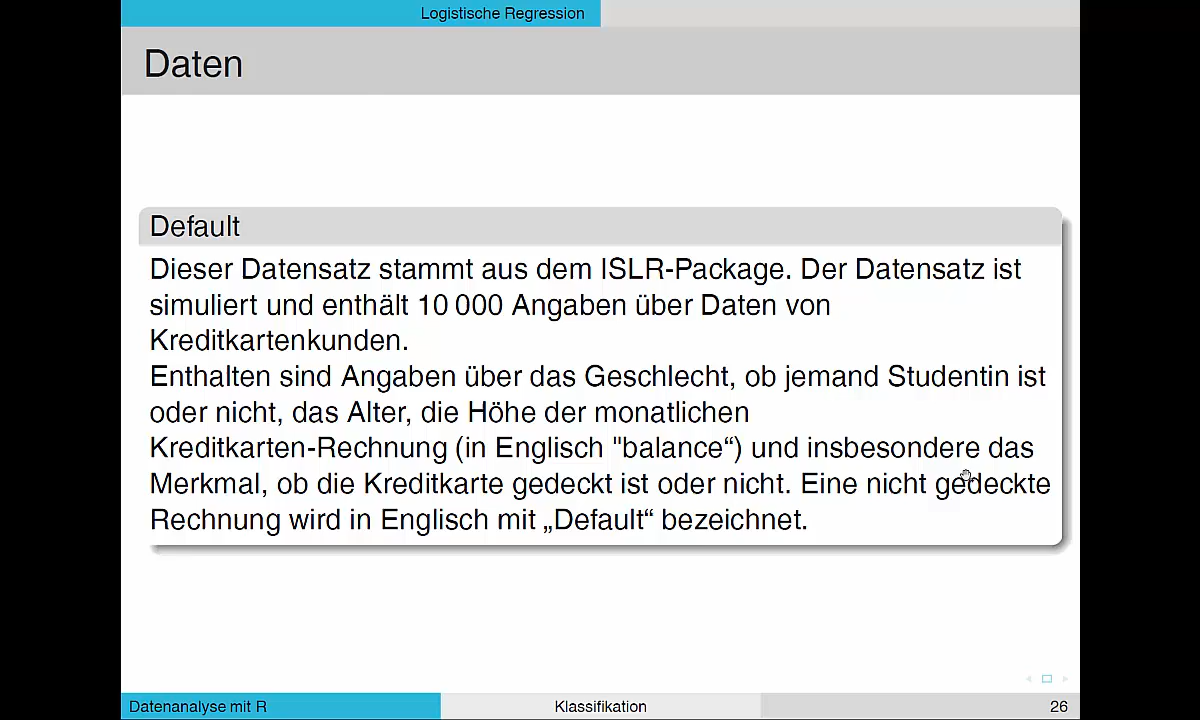 Logistische Regression
Daten
Default
Dieser Datensatz stammt aus dem ISLR-Package. Der Datensatz ist
simuliert und enthält 10 000 Angaben über Daten von
Kreditkartenkunden.
Enthalten sind Angaben über das Geschlecht, ob jemand Studentin ist
oder nicht, das Alter, die Höhe der monatlichen
Kreditkarten-Rechnung (in Englisch "balance“) und insbesondere das
Merkmal, ob die Kreditkarte gedeckt ist oder nicht. Eine nicht gedeckte
Rechnung wird in Englisch mit „Default“ bezeichnet.
Datenanalyse mit R
Klassifikation
26